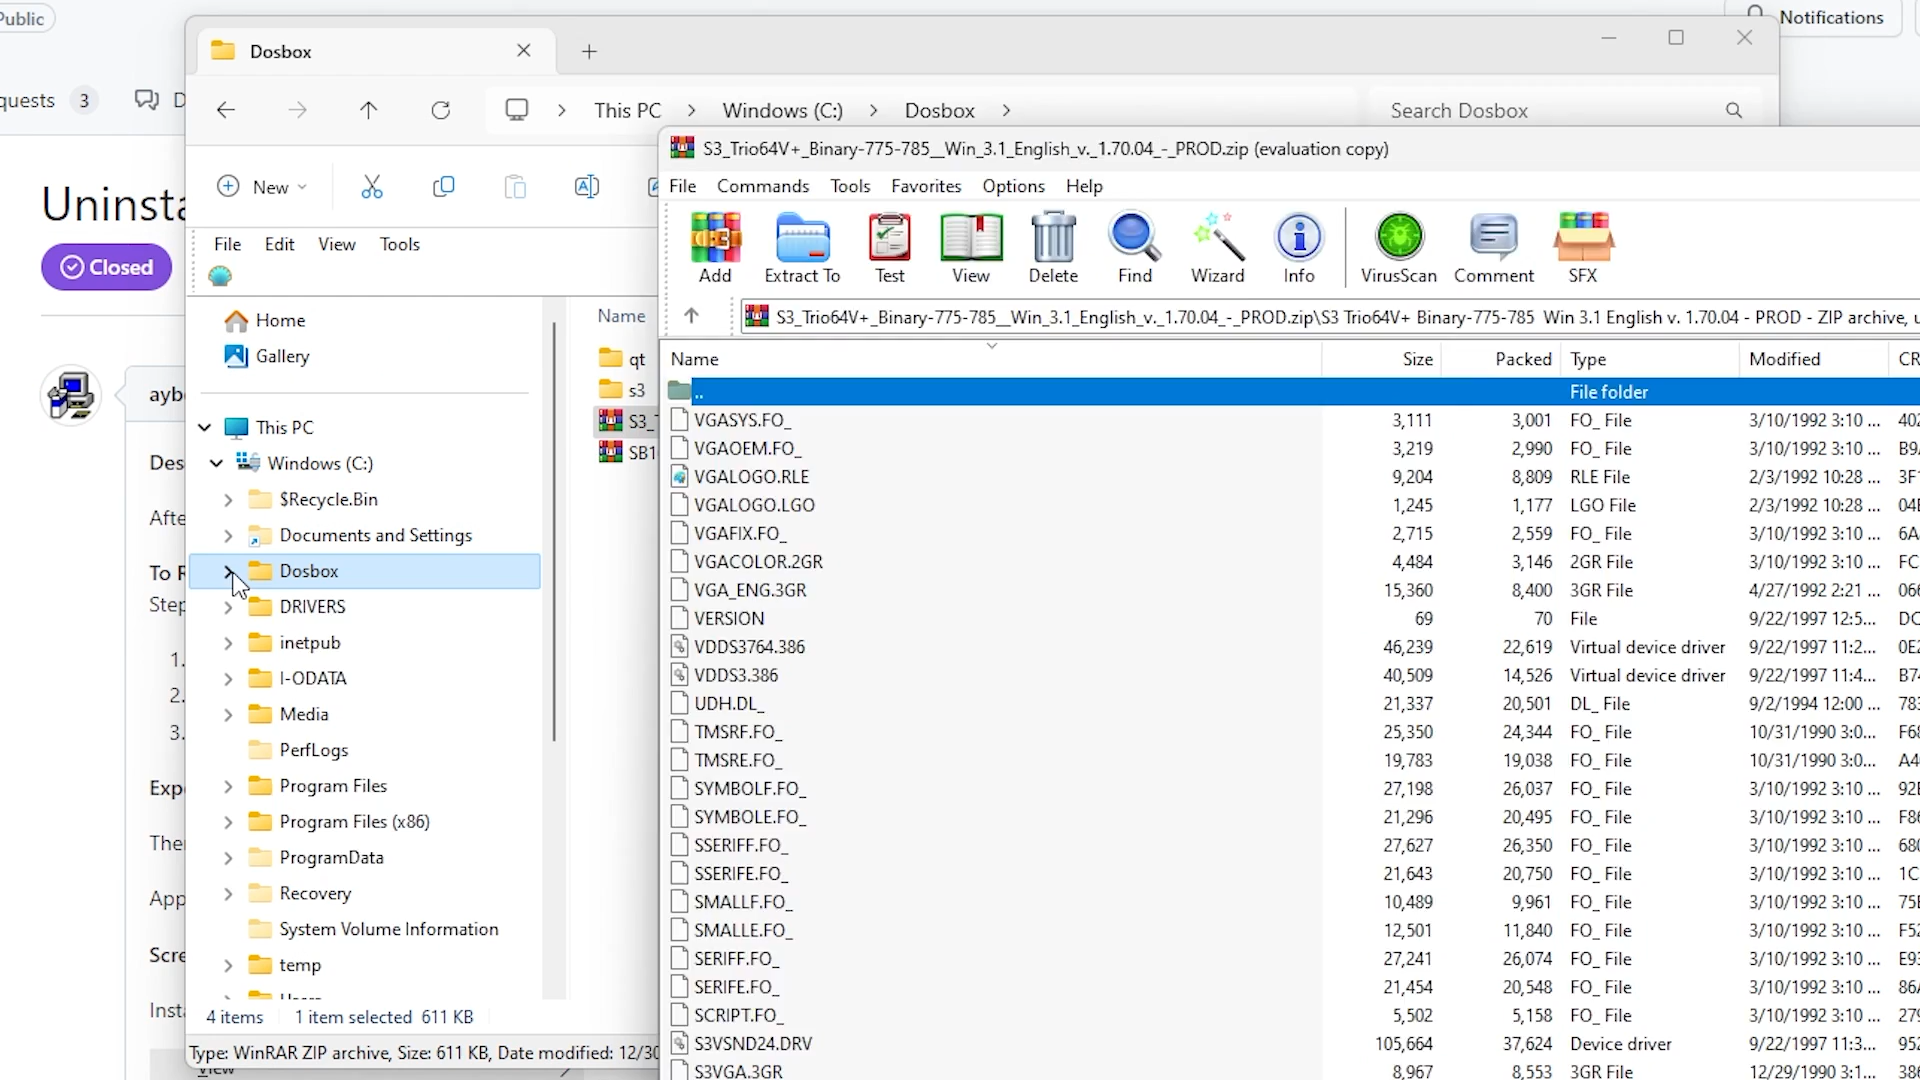 Public
Notifications
Dosbox
quests 3 D
This PC
Windows (C:)
Dosbox
Search Dosbox
S3_Trio64V+_Binary-775-785__Win_3.1_English_v._1.70.04_-_PROD.zip (evaluation copy)
New
File Commands Tools Favorites Options Help
Uninsta
Closed
File Edit View Tools
Add Extract To Test View Delete Find Wizard Info VirusScan Comment SFX
Home
Gallery
Name
S3_Trio64V+_Binary-775-785__Win_3.1_English_v._1.70.04_-_PROD.zip\S3 Trio64V+ Binary-775-785 Win 3.1 English v. 1.70.04 - PROD - ZIP archive, u
Name Size Packed Type Modified CR
qt
s3
S3_T
SB1
.. File folder
VGASYS.FO_ 3,111 3,001 FO_ File 3/10/1992 3:10 ... 402
VGAOEM.FO_ 3,219 2,990 FO_ File 3/10/1992 3:10 ... B9
VGALOGO.RLE 9,204 8,809 RLE File 2/3/1992 10:28 ... 3F
VGALOGO.LGO 1,245 1,177 LGO File 2/3/1992 10:28 ... 04
VGAFIX.FO_ 2,715 2,559 FO_ File 3/10/1992 3:10 ... 6A
VGACOLOR.2GR 4,484 3,146 2GR File 3/10/1992 3:10 ... FC
VGA_ENG.3GR 15,360 8,400 3GR File 4/27/1992 2:21 ... 06
VERSION 69 70 File 9/22/1997 12:5... DC
VDDS3764.386 46,239 22,619 Virtual device driver 9/22/1997 11:2... 0E
VDDS3.386 40,509 14,526 Virtual device driver 9/22/1997 11:4... B7
UDH.DL_ 21,337 20,501 DL_ File 9/2/1994 12:00 ... 783
TMSRF.FO_ 25,350 24,344 FO_ File 10/31/1990 3:0... F6
TMSRE.FO_ 19,783 19,038 FO_ File 10/31/1990 3:0... A4
SYMBOLF.FO_ 27,198 26,037 FO_ File 3/10/1992 3:10 ... 92
SYMBOLE.FO_ 21,296 20,495 FO_ File 3/10/1992 3:10 ... F8
SSERIFF.FO_ 27,627 26,350 FO_ File 3/10/1992 3:10 ... 680
SSERIFE.FO_ 21,643 20,750 FO_ File 3/10/1992 3:10 ... 1C
SMALLF.FO_ 10,489 9,961 FO_ File 3/10/1992 3:10 ... 75
SMALLE.FO_ 12,501 11,840 FO_ File 3/10/1992 3:10 ... F5
SERIFF.FO_ 27,241 26,074 FO_ File 3/10/1992 3:10 ... E9
SERIFE.FO_ 21,454 20,548 FO_ File 3/10/1992 3:10 ... 86
SCRIPT.FO_ 5,502 5,158 FO_ File 3/10/1992 3:10 ... 279
S3VSND24.DRV 105,664 37,624 Device driver 9/22/1997 11:3... 952
S3VGA.3GR 8,967 8,553 3GR File 12/29/1990 3:1... 38
This PC
Windows (C:)
$Recycle.Bin
Documents and Settings
Dosbox
DRIVERS
inetpub
I-ODATA
Media
PerfLogs
Program Files
Program Files (x86)
ProgramData
Recovery
System Volume Information
temp
4 items 1 item selected 611 KB
Type: WinRAR ZIP archive, Size: 611 KB, Date modified: 12/30
aybe
Des
Afte
To R
Step
1.
2.
3.
Exp
Ther
App
Scre
Insta
View